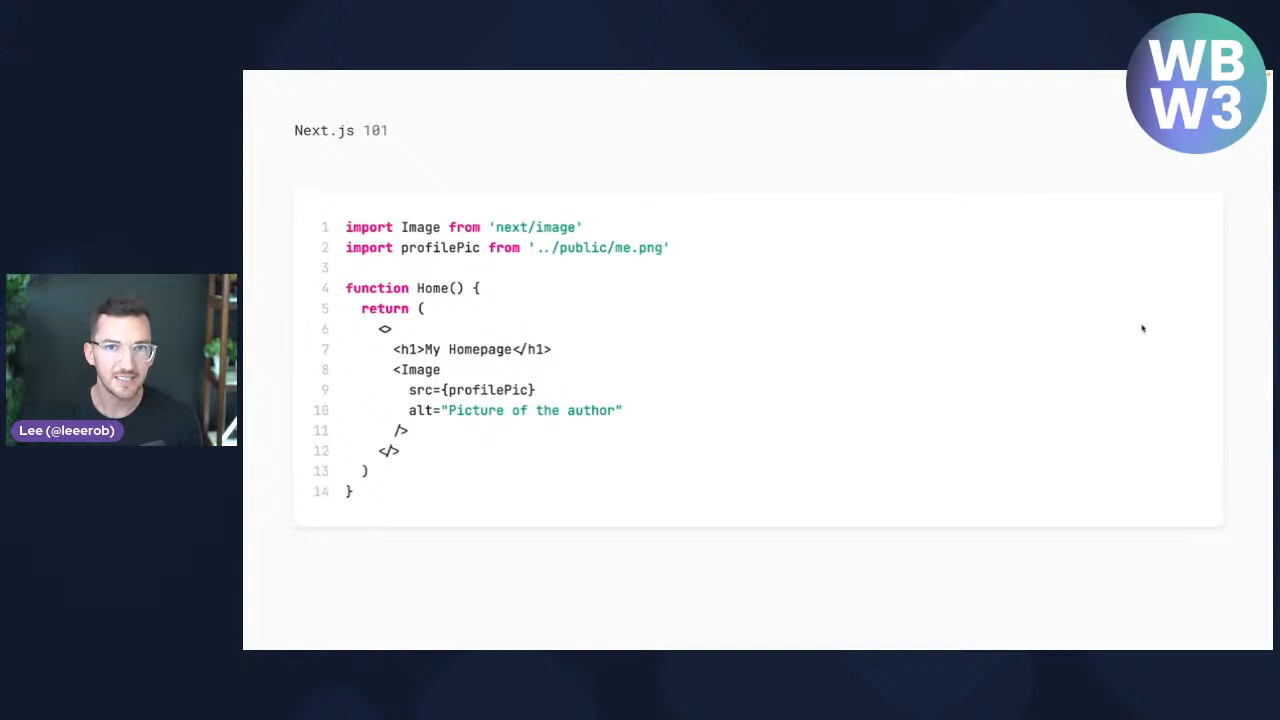 WB
W3
Next.js 101
1 import Image from 'next/image'
2 import profilePic from '../public/me.png'
3
4 function Home() {
5 return (
6 <>
7 <h1>My Homepage</h1>
8 <Image
9 src={profilePic}
10 alt="Picture of the author"
11 />
12 </>
13 )
14 }
Lee (@leeerob)